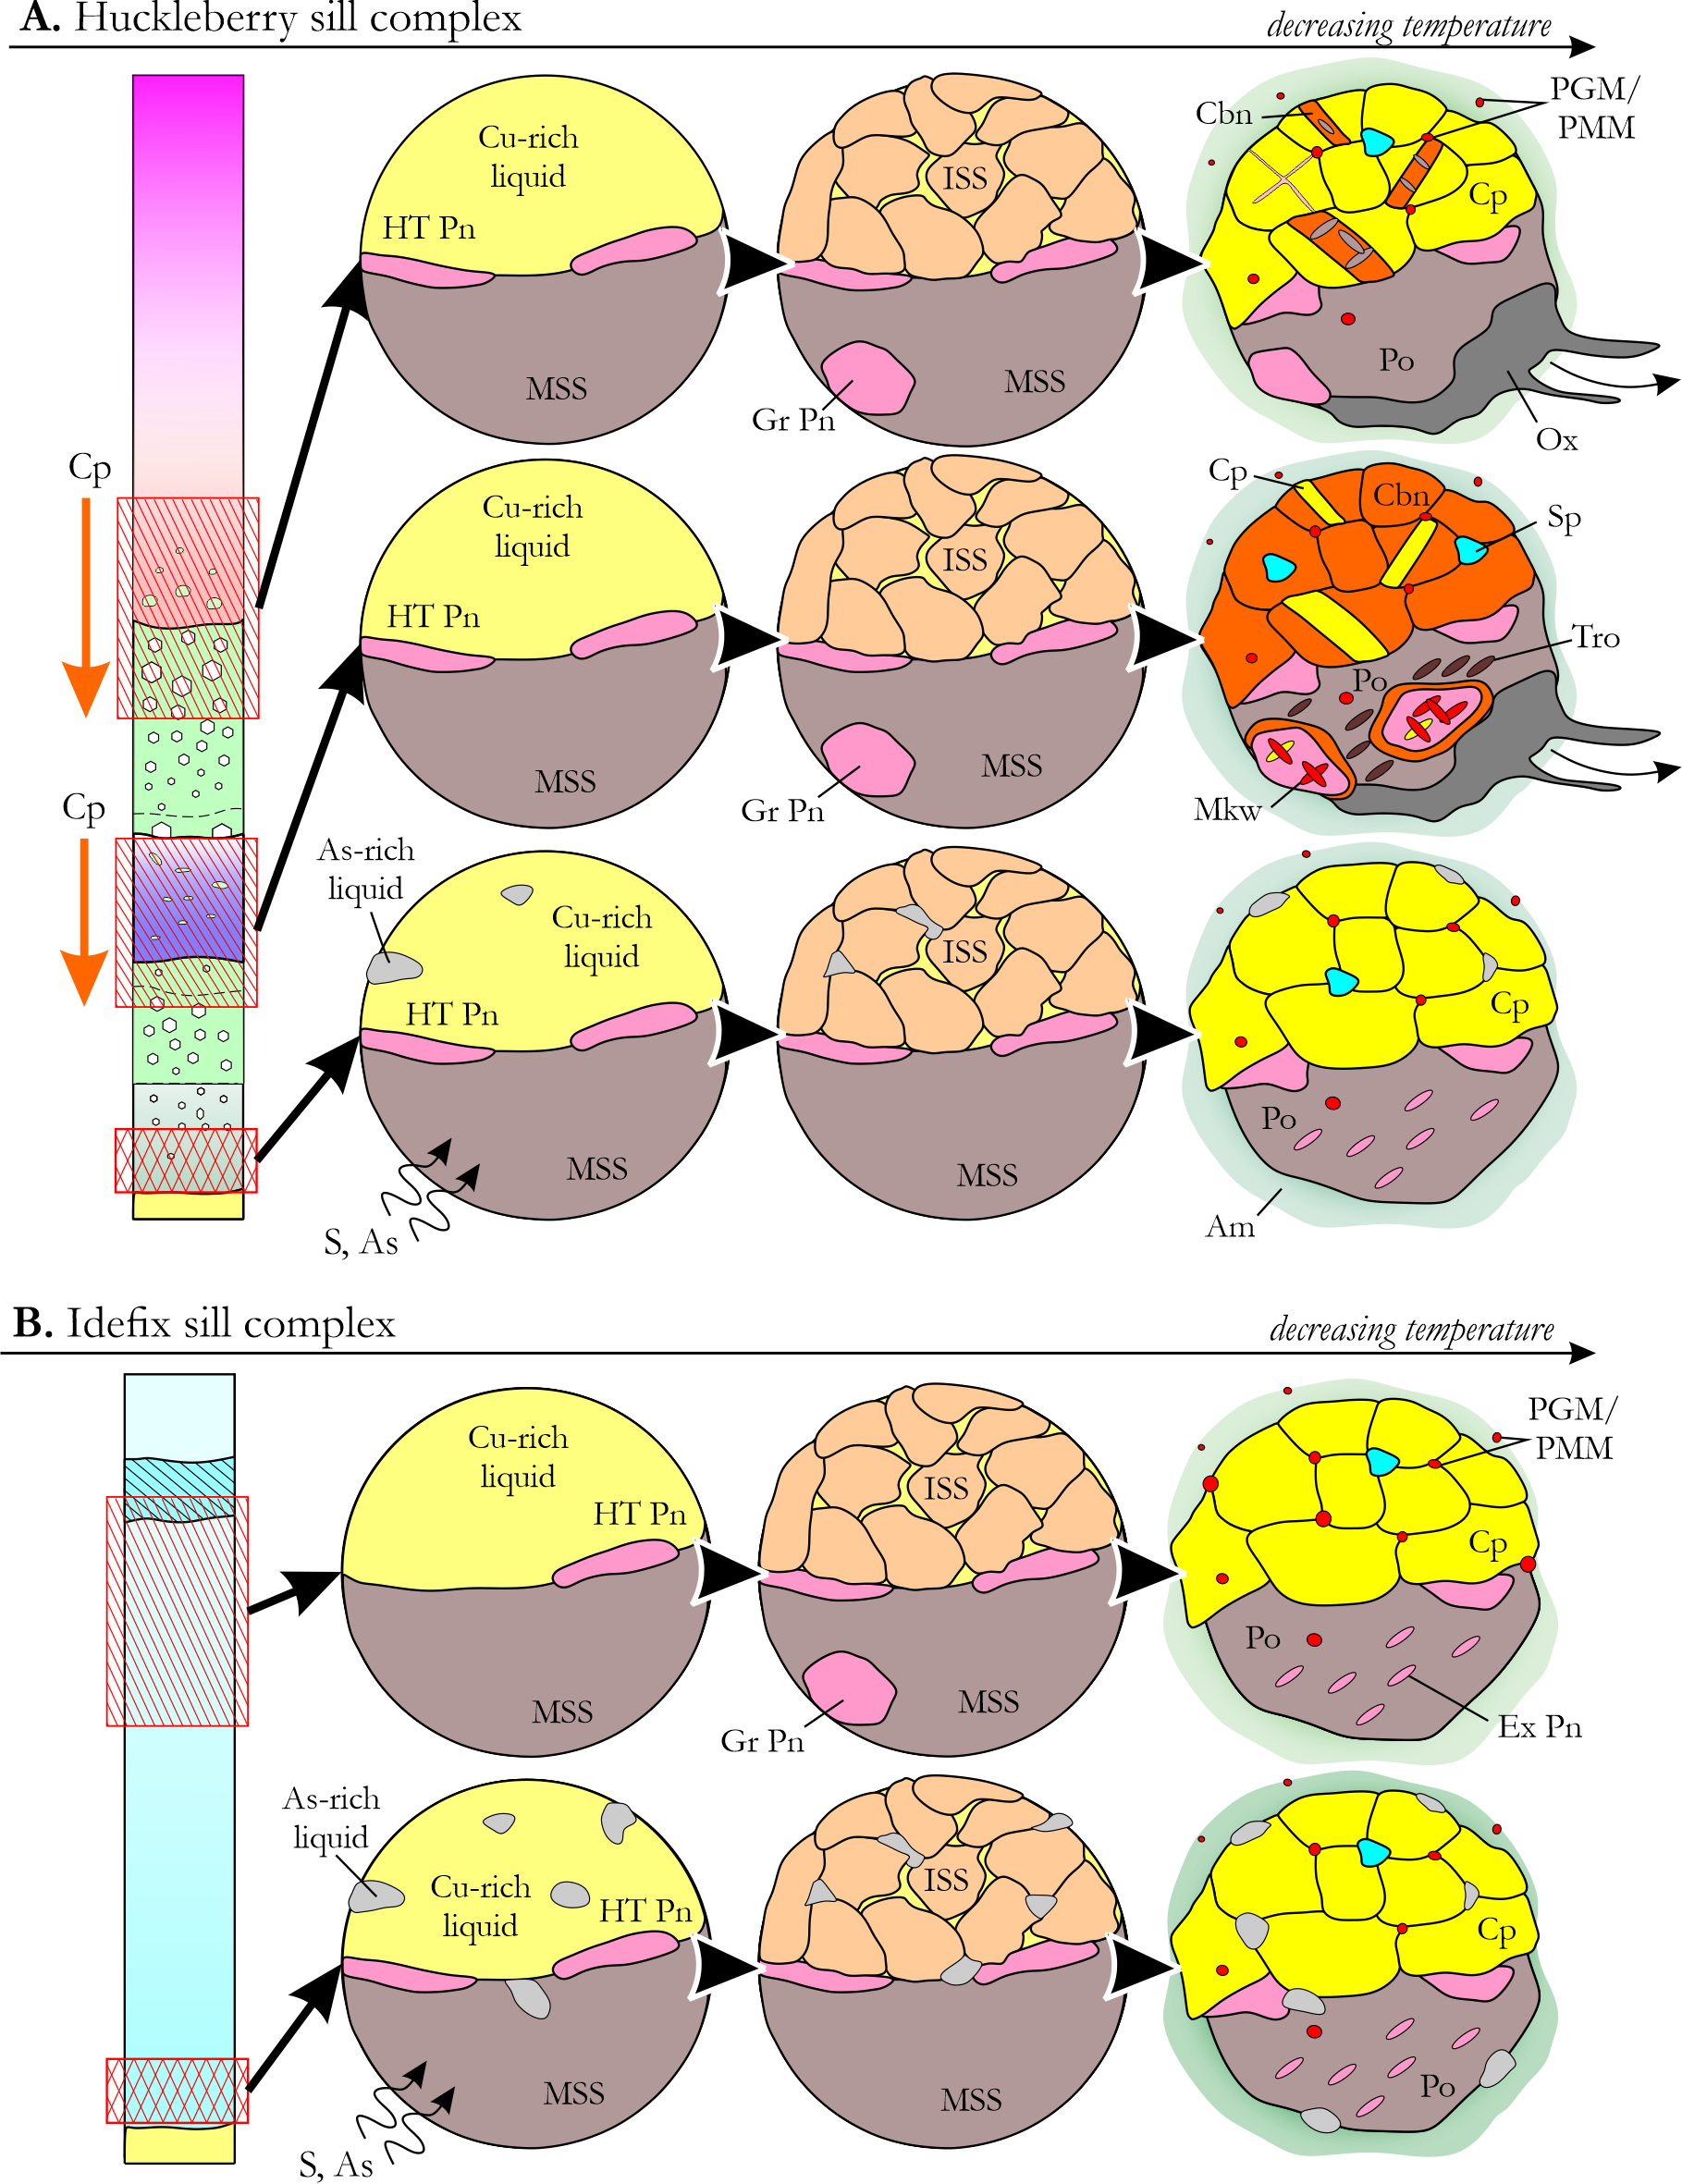 A. Huckleberry sill complex
decreasing temperature
Cu-rich
liquid
HT Pn
MSS
ISS
MSS
Gr Pn
Cbn
PGM/
PMM
Cp
Po
Ox
Cp
Cu-rich
liquid
HT Pn
MSS
ISS
MSS
Gr Pn
Cp
Cbn
Sp
Tro
Po
Mkw
Cp
As-rich
liquid
Cu-rich
liquid
HT Pn
MSS
S, As
ISS
MSS
Cp
Po
Am
B. Idefix sill complex
decreasing temperature
Cu-rich
liquid
HT Pn
MSS
ISS
MSS
Gr Pn
PGM/
PMM
Cp
Po
Ex Pn
As-rich
liquid
Cu-rich
liquid
HT Pn
MSS
S, As
ISS
MSS
Cp
Po